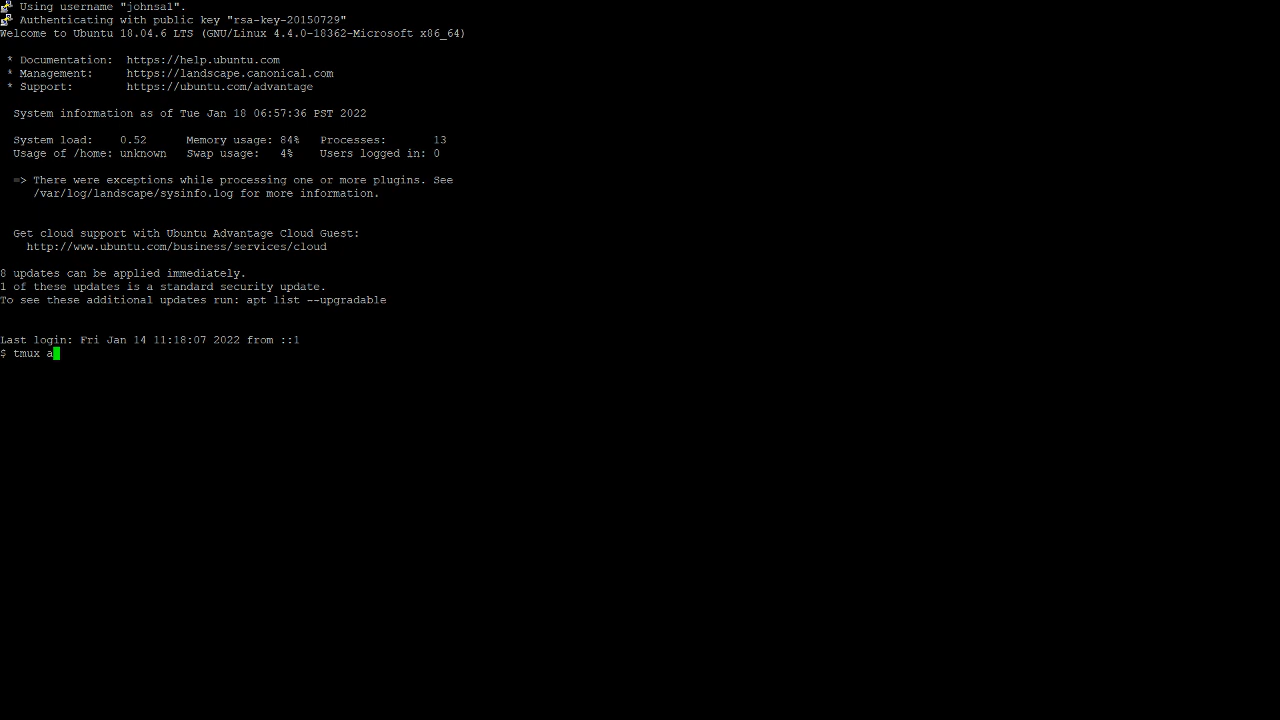 Using username "johnsal".
Authenticating with public key "rsa-key-20150729"
Welcome to Ubuntu 18.04.6 LTS (GNU/Linux 4.4.0-18362-Microsoft x86_64)
* Documentation:  https://help.ubuntu.com
* Management:     https://landscape.canonical.com
* Support:        https://ubuntu.com/advantage
System information as of Tue Jan 18 06:57:36 PST 2022
System load:    0.52      Memory usage: 84%   Processes:       13
Usage of /home: unknown   Swap usage:   4%    Users logged in: 0
=> There were exceptions while processing one or more plugins. See
/var/log/landscape/sysinfo.log for more information.
Get cloud support with Ubuntu Advantage Cloud Guest:
http://www.ubuntu.com/business/services/cloud
8 updates can be applied immediately.
1 of these updates is a standard security update.
To see these additional updates run: apt list --upgradable
Last login: Fri Jan 14 11:18:07 2022 from ::1
$ tmux a